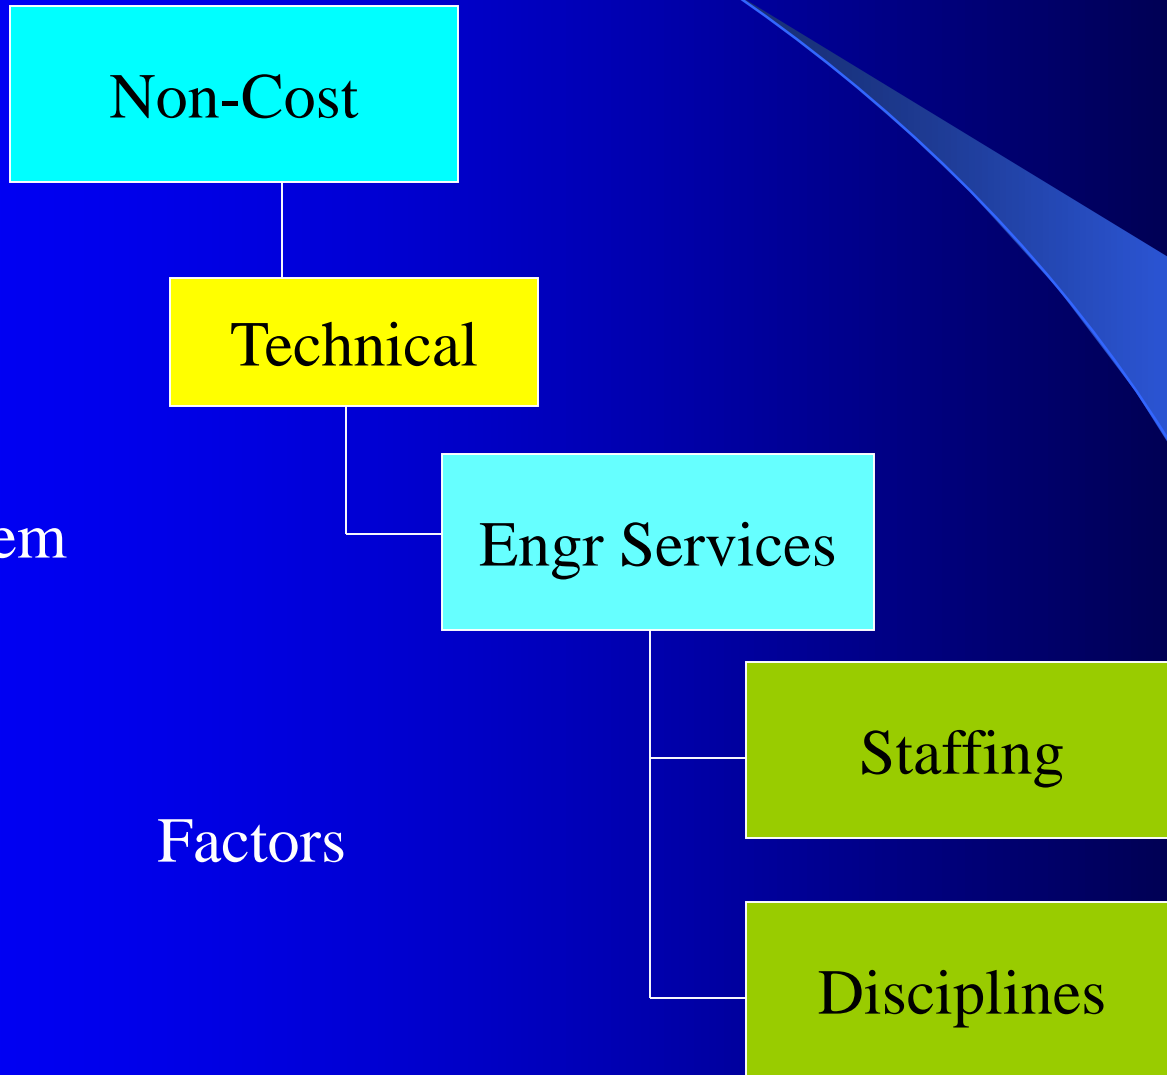 Non-Cost
Technical
em
Engr Services
Staffing
Factors
Disciplines